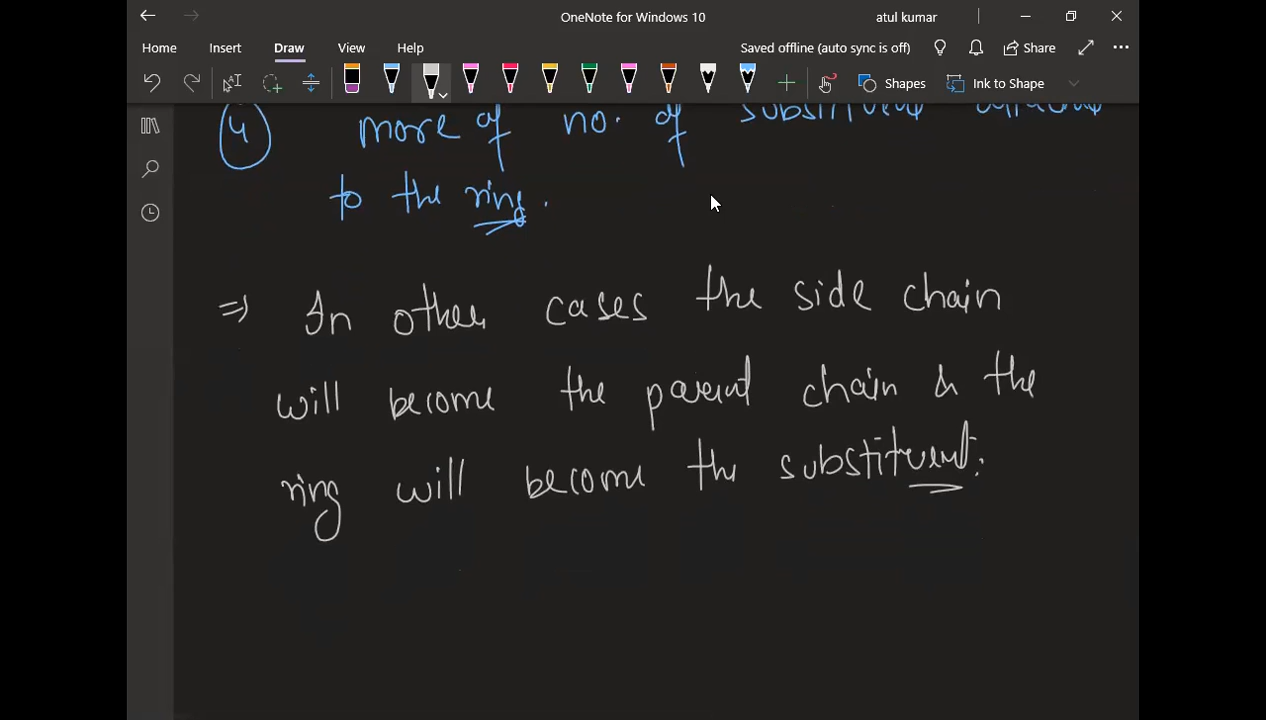 OneNote for Windows 10
atul kumar
Home Insert Draw View Help
Saved offline (auto sync is off)
Share
Shapes
Ink to Shape
4 more of no. of substituents
to the ring.
⇒ In other cases the side chain
will become the parent chain & the
ring will become the substituent.